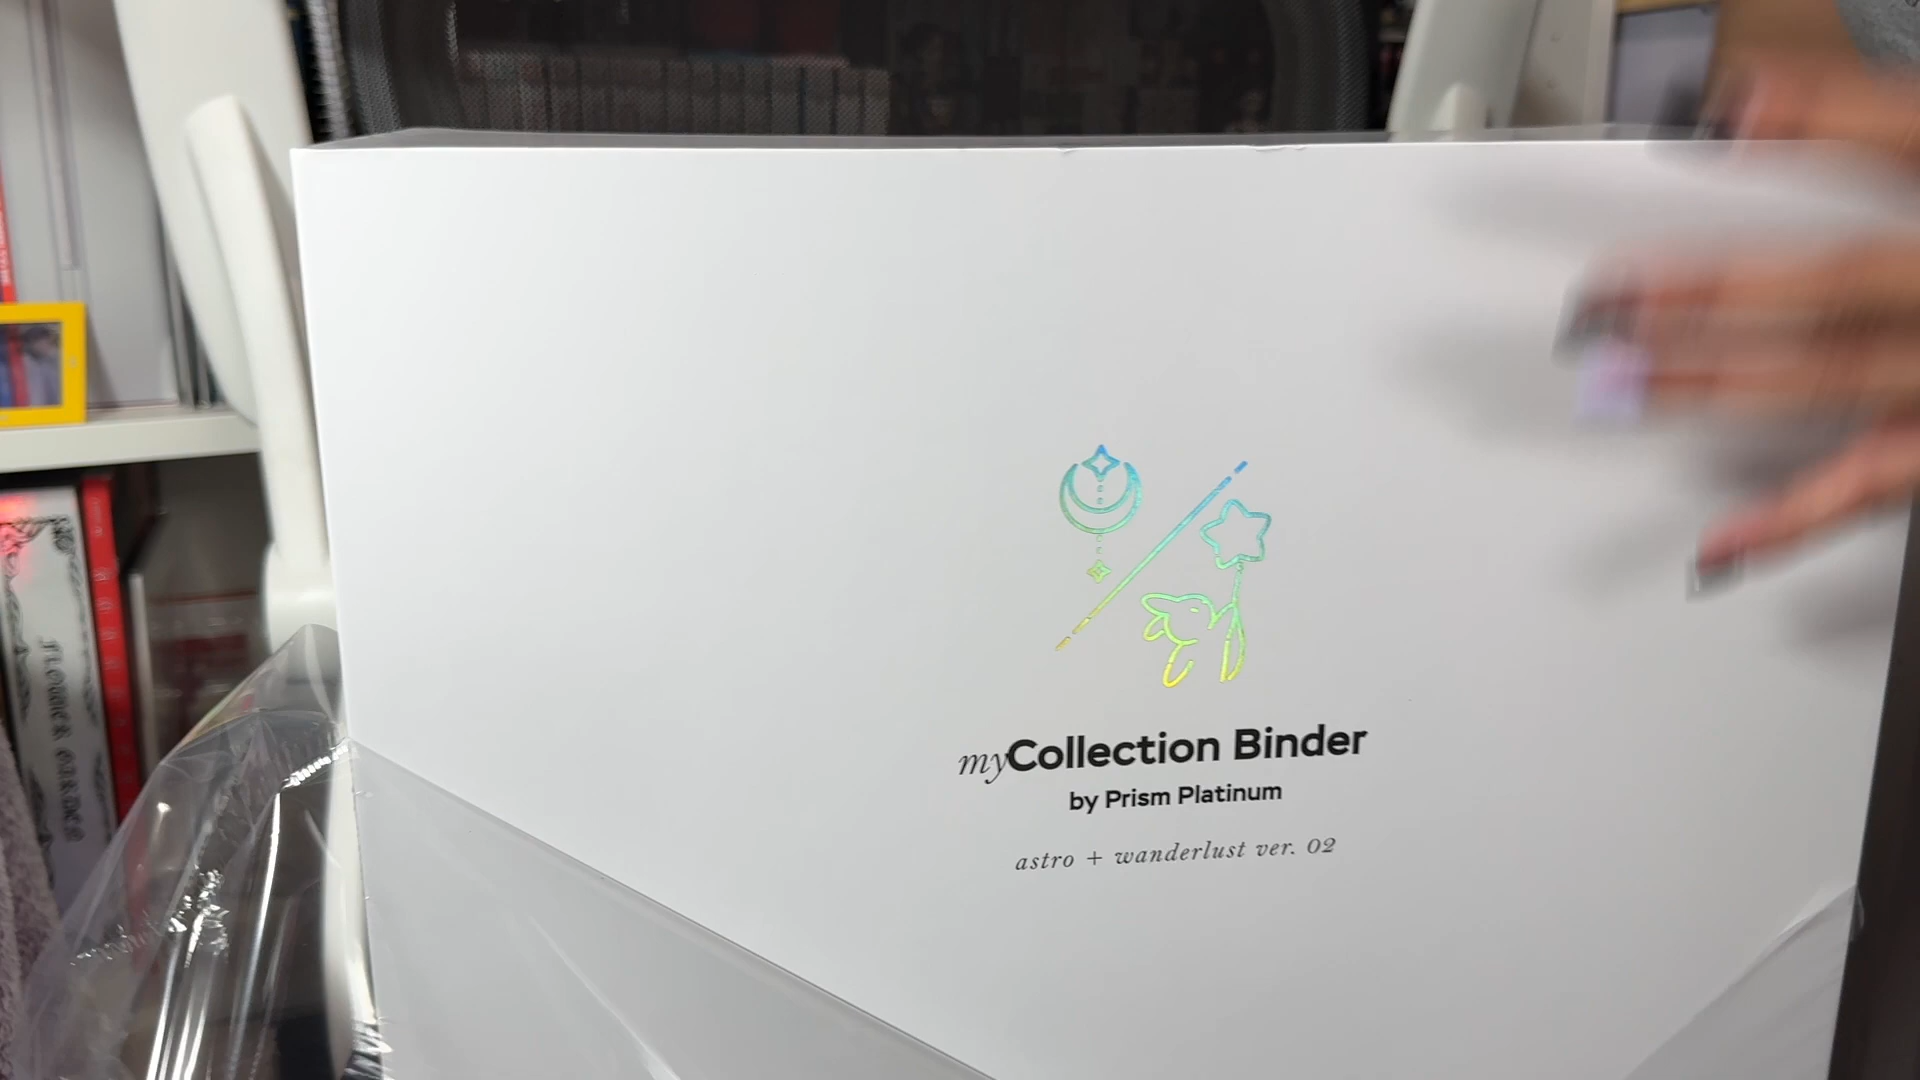 myCollection Binder
by Prism Platinum
astro + wanderlust ver. 02